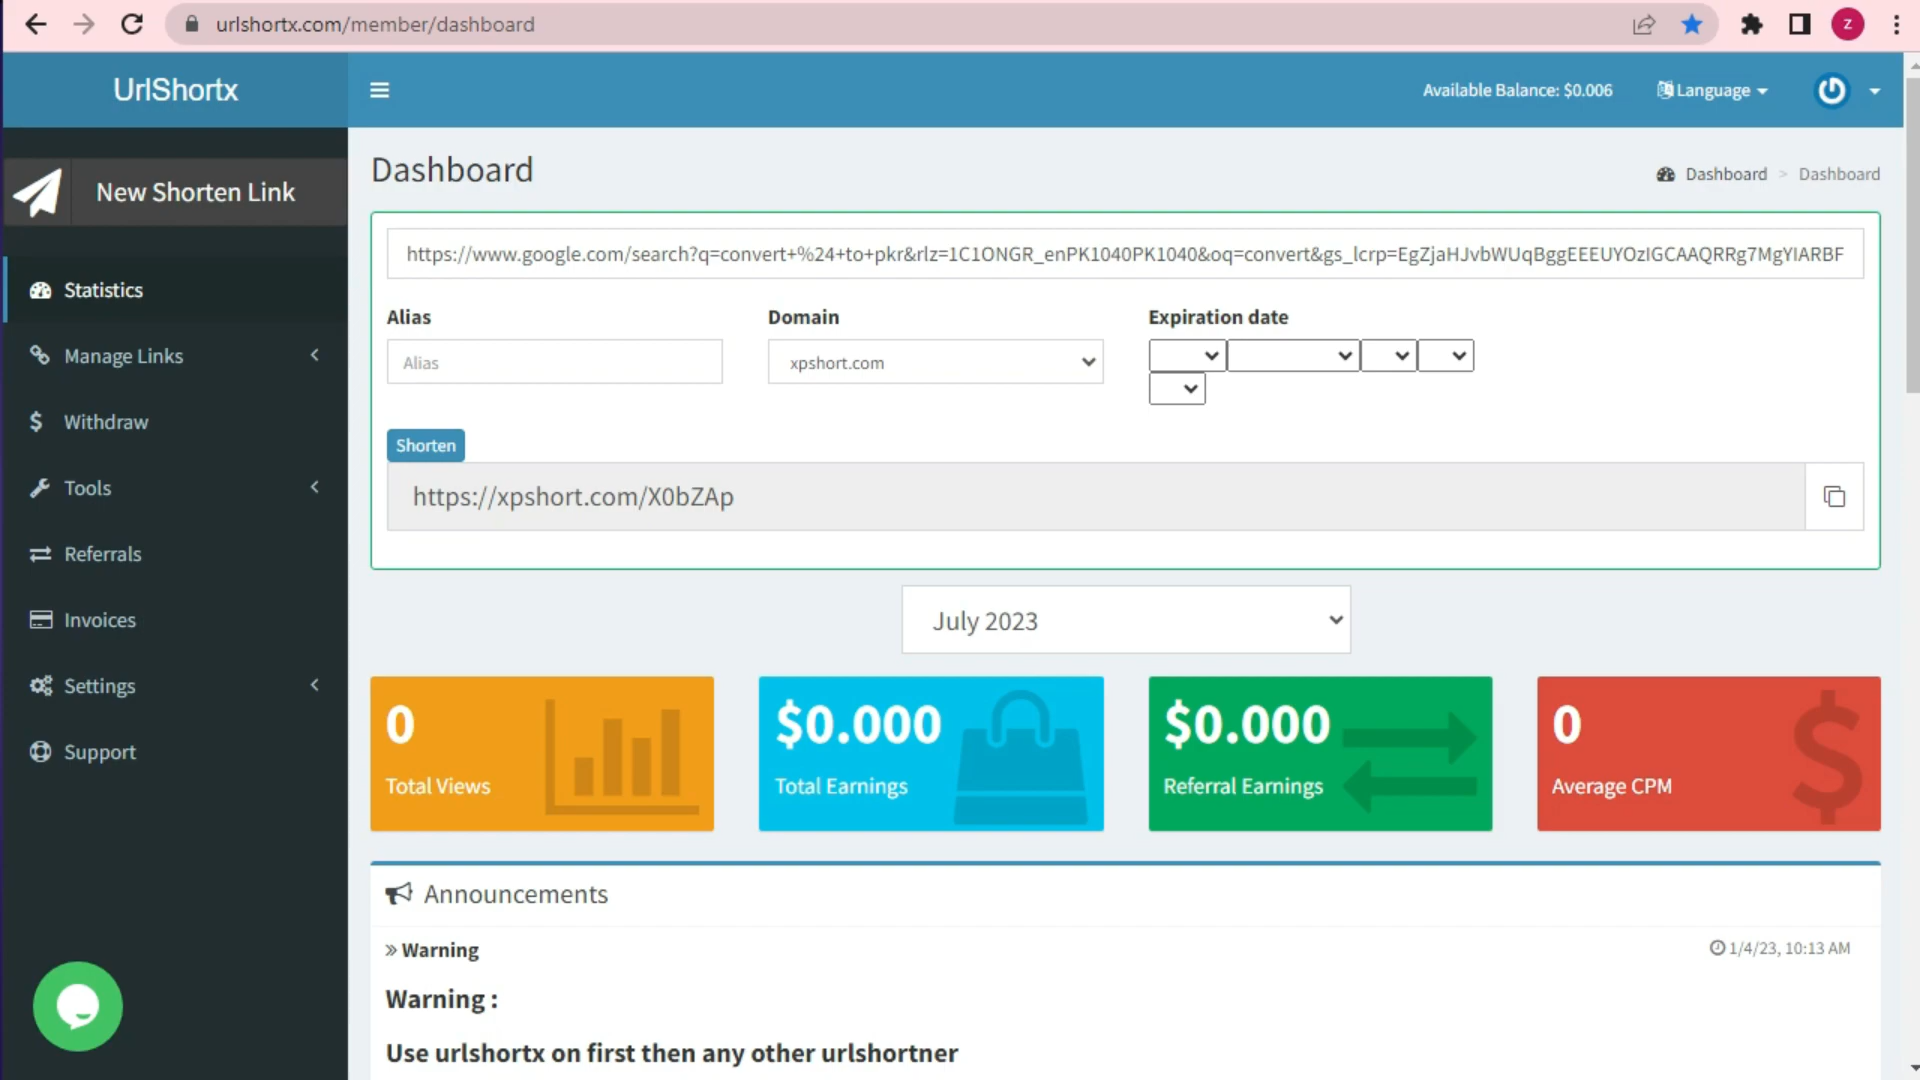 urlshortx.com/member/dashboard
z
UrlShortx
Available Balance: $0.006
Language
New Shorten Link
Dashboard
Dashboard > Dashboard
https://www.google.com/search?q=convert+%24+to+pkr&rlz=1C1ONGR_enPK1040PK1040&oq=convert&gs_lcrp=EgZjaHJvbWUqBggEEEUYOzIGCAAQRRg7MgYIARBF
Statistics
Alias
Domain
Expiration date
Manage Links
Alias
xpshort.com
Withdraw
Shorten
Tools
https://xpshort.com/X0bZAp
Referrals
Invoices
July 2023
Settings
0
$0.000
$0.000
0
Support
Total Views
Total Earnings
Referral Earnings
Average CPM
Announcements
» Warning
1/4/23, 10:13 AM
Warning :
Use urlshortx on first then any other urlshortner